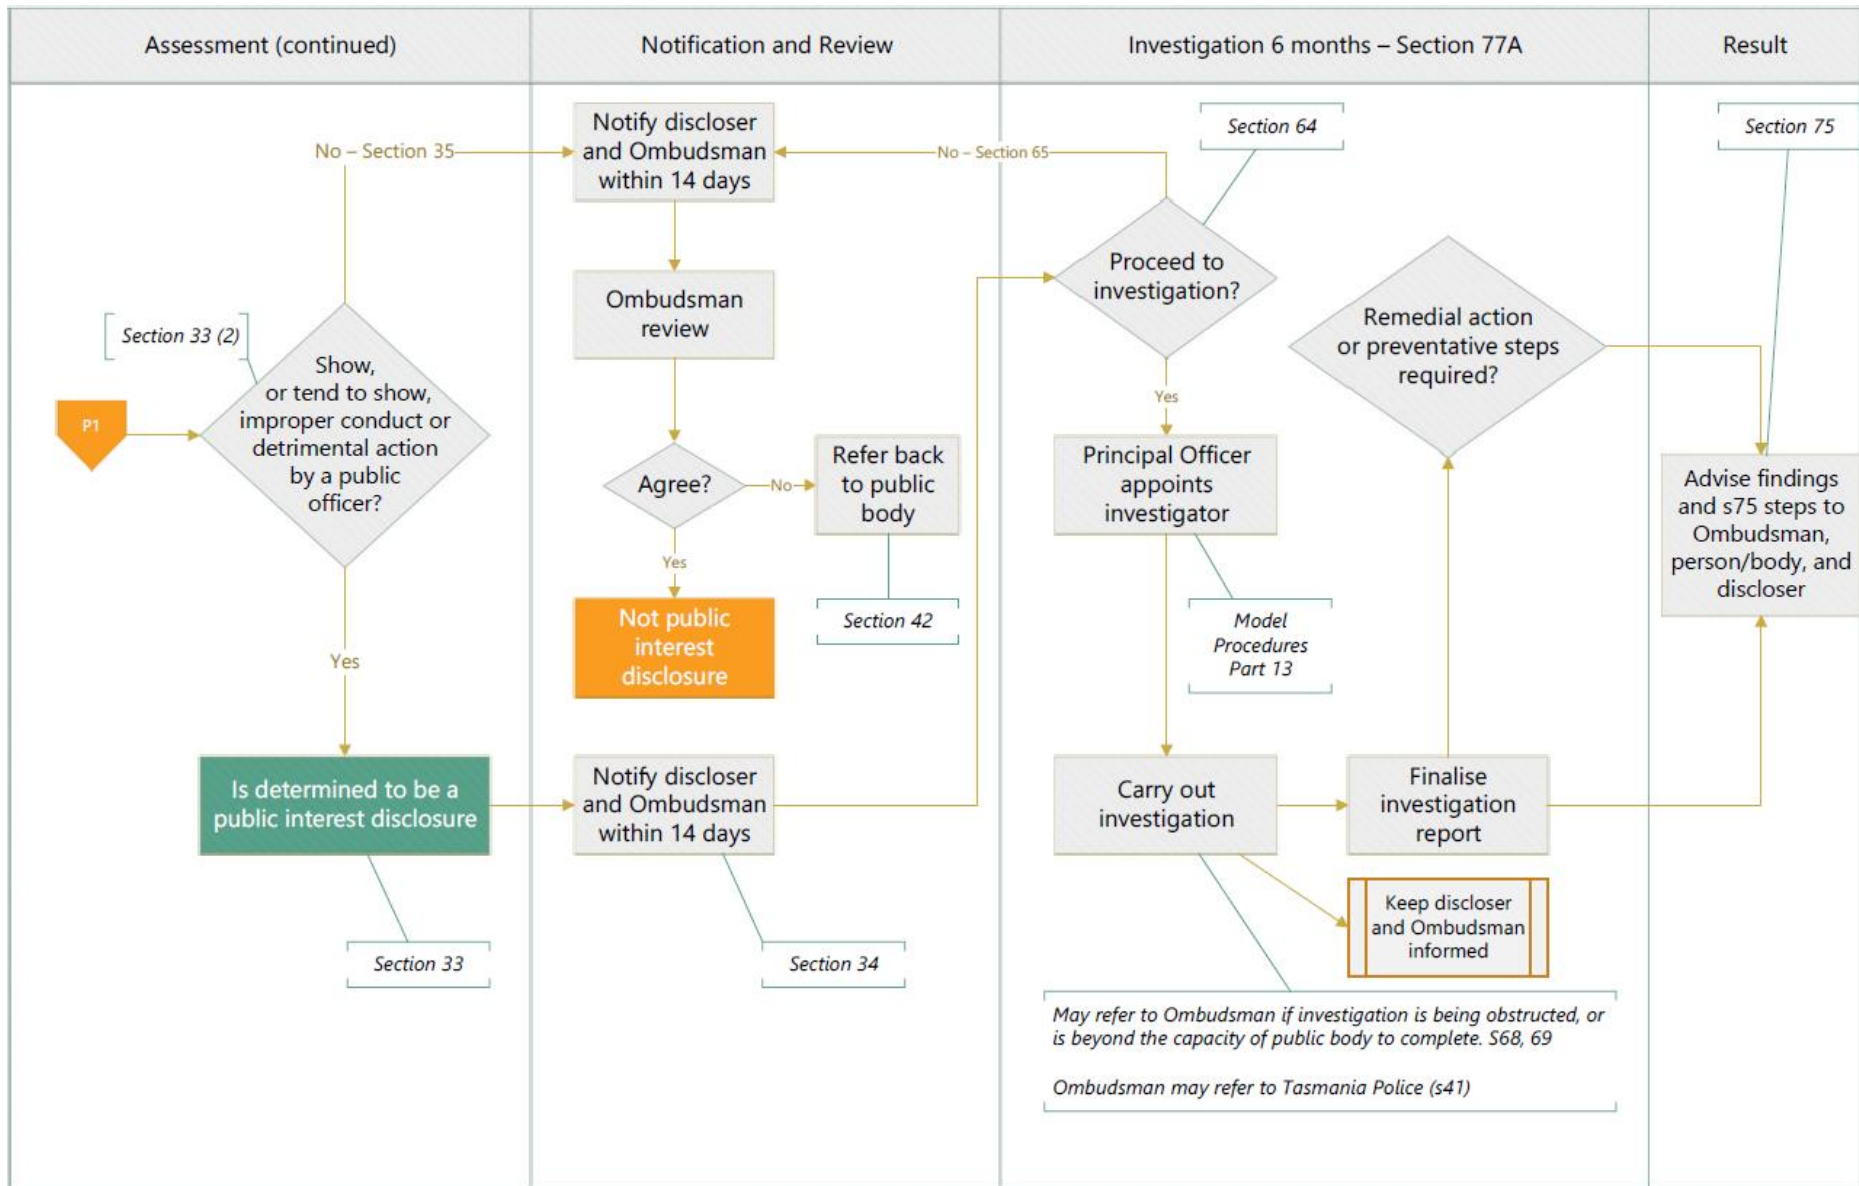 Assessment (continued)
Notification and Review
Investigation 6 months – Section 77A
Result
No – Section 35
Section 33 (2)
P1
Show,
or tend to show,
improper conduct or
detrimental action
by a public
officer?
Yes
Is determined to be a
public interest disclosure
Section 33
Notify discloser
and Ombudsman
within 14 days
Ombudsman
review
Agree?
No
Refer back
to public
body
Section 42
Yes
Not public
interest
disclosure
Notify discloser
and Ombudsman
within 14 days
Section 34
No – Section 65
Section 64
Proceed to
investigation?
Yes
Principal Officer
appoints
investigator
Model
Procedures
Part 13
Carry out
investigation
Finalise
investigation
report
Keep discloser
and Ombudsman
informed
May refer to Ombudsman if investigation is being obstructed, or
is beyond the capacity of public body to complete. S68, 69
Ombudsman may refer to Tasmania Police (s41)
Remedial action
or preventative steps
required?
Section 75
Advise findings
and s75 steps to
Ombudsman,
person/body, and
discloser